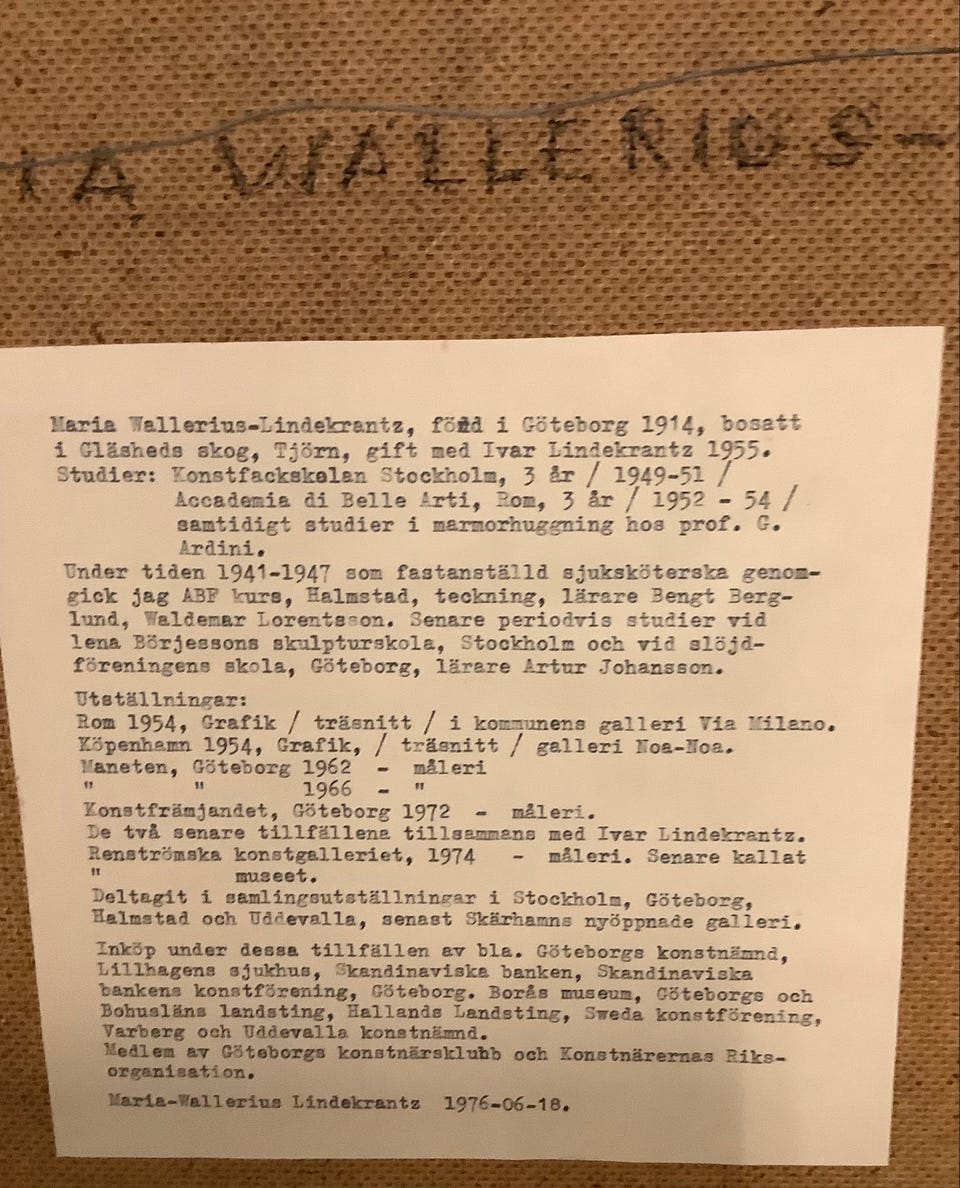 IA WALLERIUS-
Maria Wallerius-Lindekrantz, född i Göteborg 1914, bosatt
i Gläsheds skog, Tjörn, gift med Ivar Lindekrantz 1955.
Studier: Konstfackskolan Stockholm, 3 år / 1949-51 /
Accademia di Belle Arti, Rom, 3 år / 1952 - 54 /
samtidigt studier i marmorhuggning hos prof. G.
Ardini.
Under tiden 1941-1947 som fastanställd sjuksköterska genom-
gick jag ABF kurs, Halmstad, teckning, lärare Bengt Berg-
lund, Waldemar Lorentsson. Senare periodvis studier vid
lena Börjessons skulpturskola, Stockholm och vid slöjd-
föreningens skola, Göteborg, lärare Artur Johansson.
Utställningar:
Rom 1954, Grafik / träsnitt / i kommunens galleri Via Milano.
Köpenhamn 1954, Grafik, / träsnitt / galleri Noa-Noa.
Maneten, Göteborg 1962 - måleri
" " 1966 - "
Konstfrämjandet, Göteborg 1972 - måleri.
De två senare tillfällena tillsammans med Ivar Lindekrantz.
Renströmska konstgalleriet, 1974 - måleri. Senare kallat
" museet.
Deltagit i samlingsutställningar i Stockholm, Göteborg,
Halmstad och Uddevalla, senast Skärhamns nyöppnade galleri.
Inköp under dessa tillfällen av bla. Göteborgs konstnämnd,
Lillhagens sjukhus, Skandinaviska banken, Skandinaviska
bankens konstförening, Göteborg. Borås museum, Göteborgs och
Bohusläns landsting, Hallands Landsting, Sweda konstförening,
Varberg och Uddevalla konstnämnd.
Medlem av Göteborgs konstnärsklubb och Konstnärernas Riks-
organisation.
Maria-Wallerius Lindekrantz 1976-06-18.